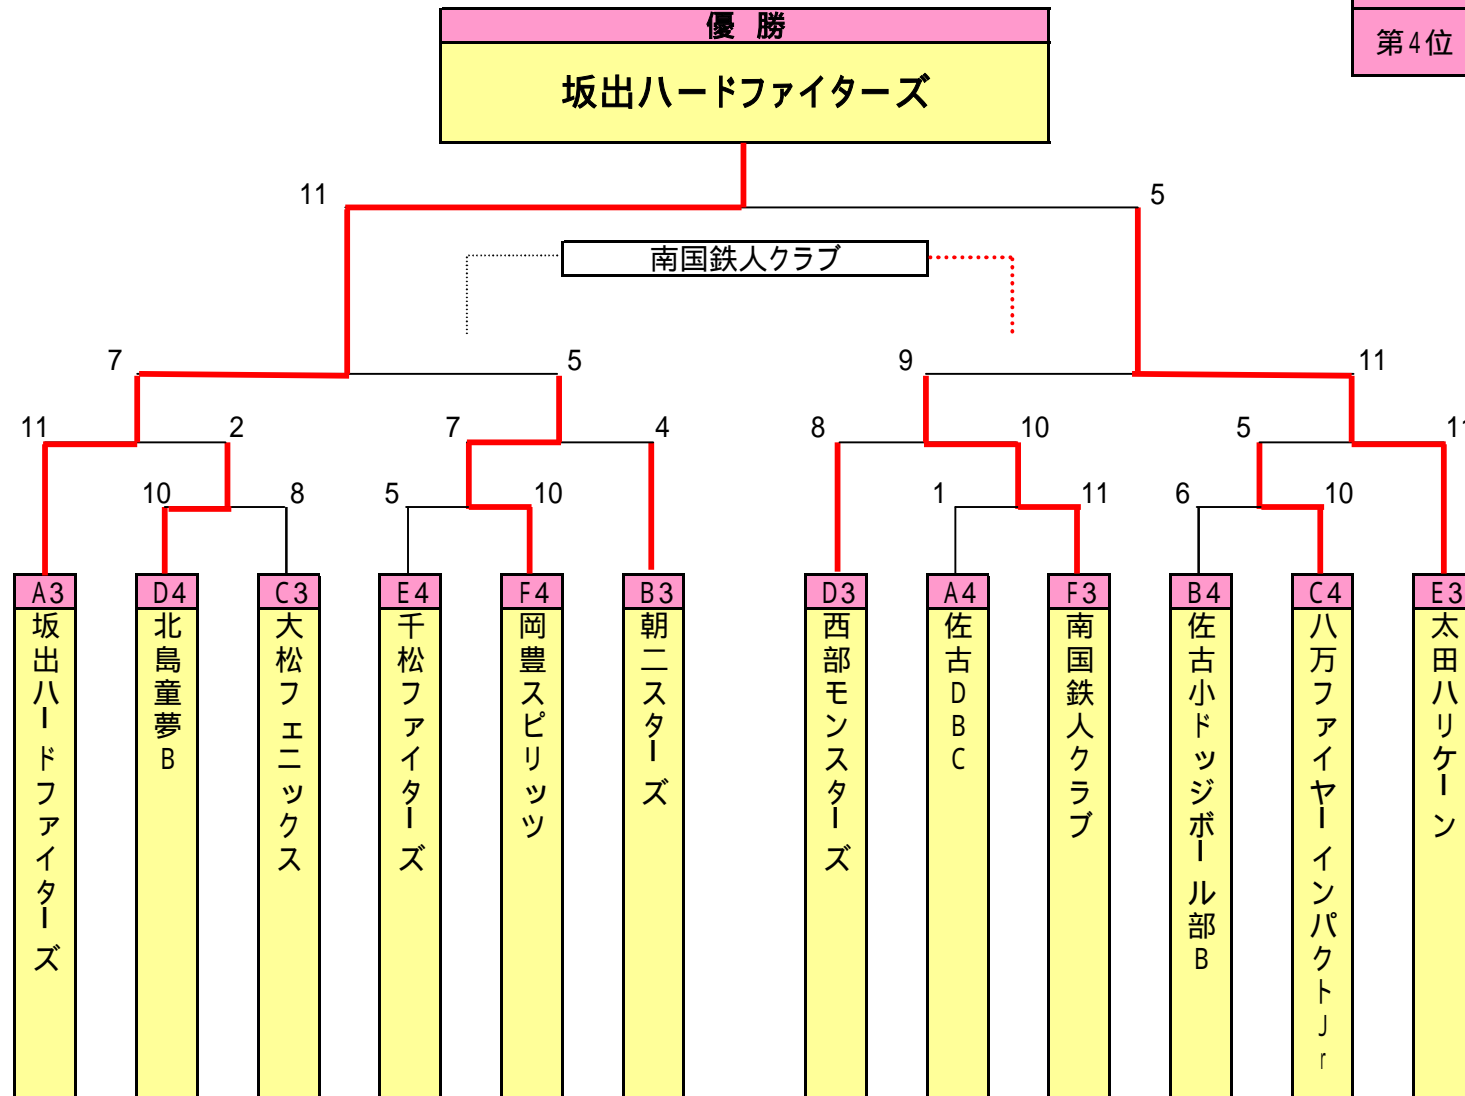 優 勝
第4位
坂出ハードファイターズ
11
5
南国鉄人クラブ
7
5
9
11
11
2
7
4
8
10
5
10
8
5
10
1
11
6
10
A3
D4
C3
E4
F4
B3
D3
A4
F3
B4
C4
E3
坂出ハードファイターズ
北島童夢B
大松フェニックス
千松ファイターズ
岡豊スピリッツ
朝二スターズ
西部モンスターズ
佐古DBC
南国鉄人クラブ
佐古小ドッジボール部B
八万ファイヤーインパクトJr
太田ハリケーン